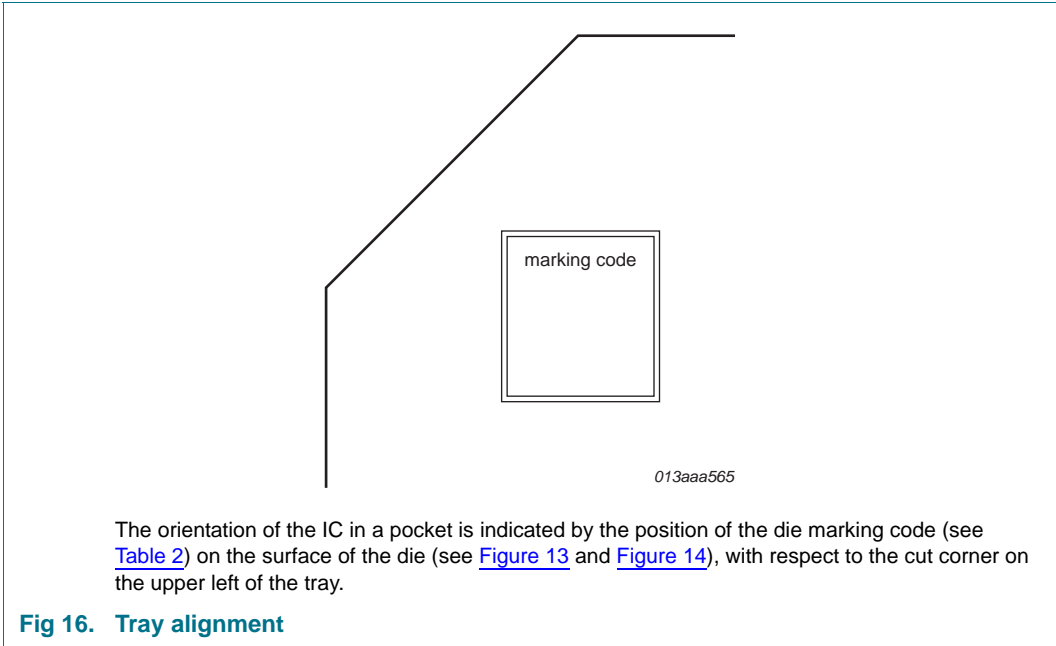 marking code
013aaa565
The orientation of the IC in a pocket is indicated by the position of the die marking code (see
Table 2) on the surface of the die (see Figure 13 and Figure 14), with respect to the cut corner on
the upper left of the tray.
Fig 16. Tray alignment